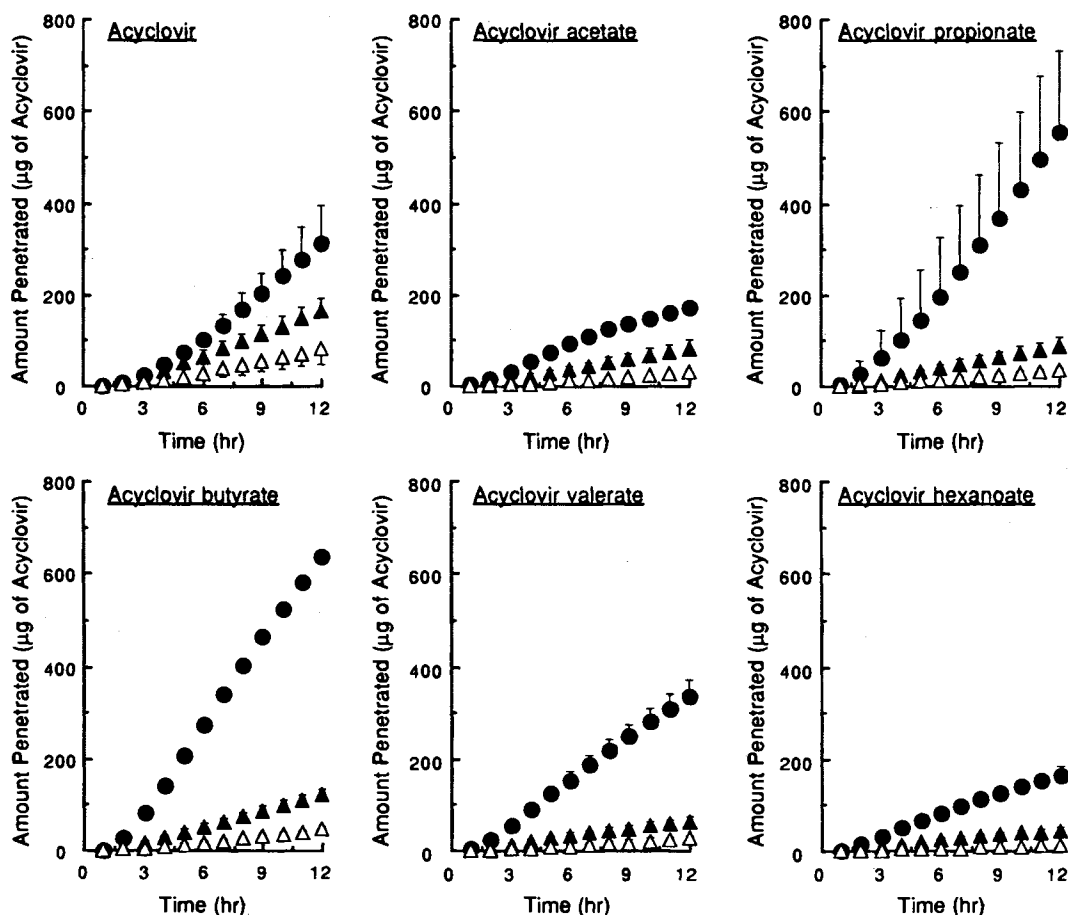 Acyclovir
Amount Penetrated (μg of Acyclovir)
800
600
400
200
0
0 3 6 9 12
Time (hr)
Acyclovir acetate
Amount Penetrated (μg of Acyclovir)
800
600
400
200
0
0 3 6 9 12
Time (hr)
Acyclovir propionate
Amount Penetrated (μg of Acyclovir)
800
600
400
200
0
0 3 6 9 12
Time (hr)
Acyclovir butyrate
Amount Penetrated (μg of Acyclovir)
800
600
400
200
0
0 3 6 9 12
Time (hr)
Acyclovir valerate
Amount Penetrated (μg of Acyclovir)
800
600
400
200
0
0 3 6 9 12
Time (hr)
Acyclovir hexanoate
Amount Penetrated (μg of Acyclovir)
800
600
400
200
0
0 3 6 9 12
Time (hr)